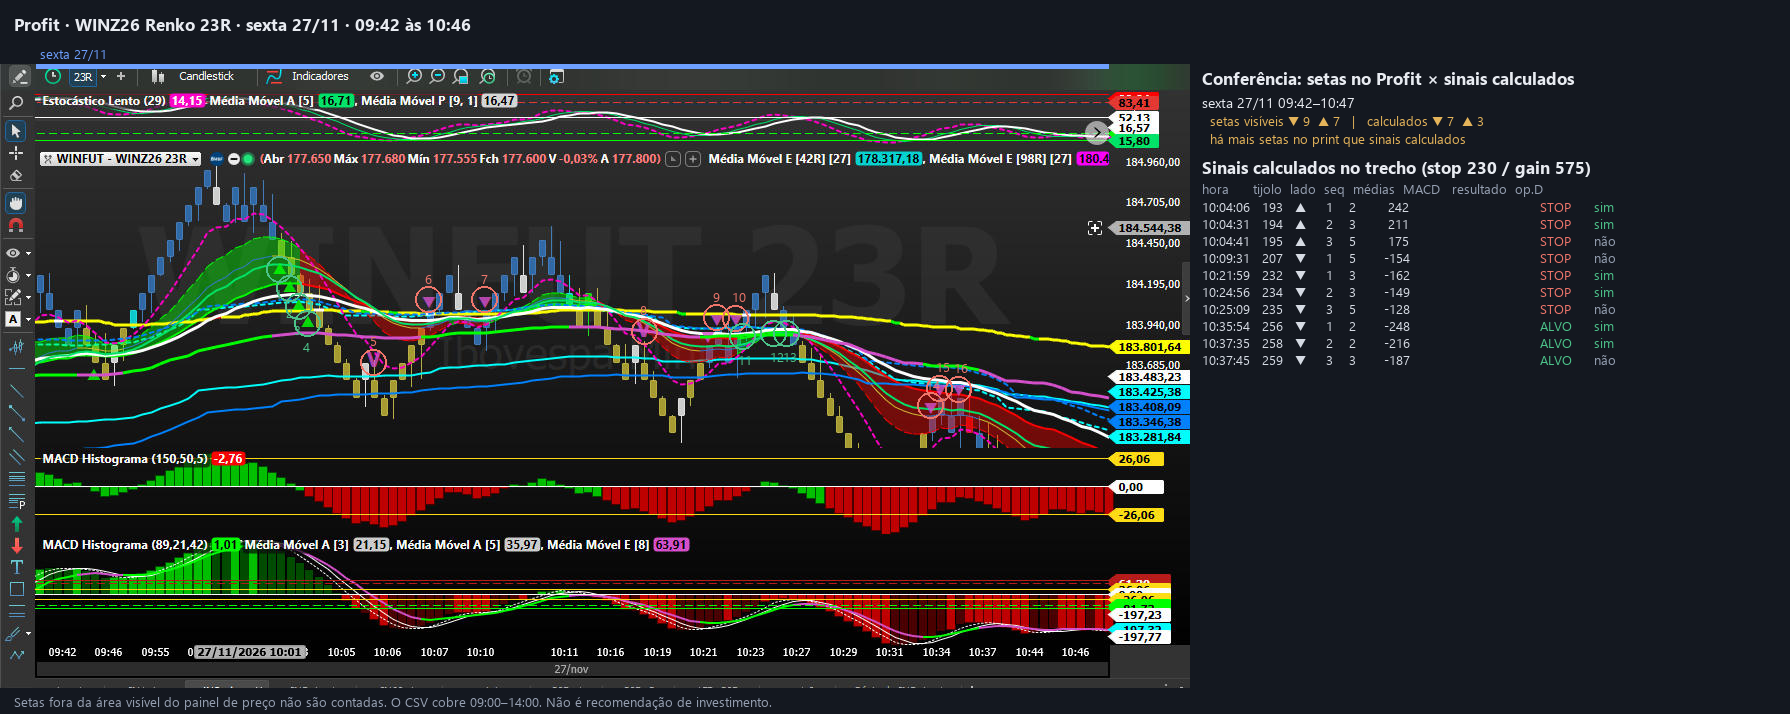 Profit · WINZ26 Renko 23R · sexta 27/11 · 09:42 às 10:46
sexta 27/11
23R Candlestick Indicadores
Estocástico Lento (29) 14,15 Média Móvel A [5] 16,71, Média Móvel P [9, 1] 16,47
83,41
52,13
16,57
15,80
WINFUT - WINZ26 23R (Abr 177.650 Máx 177.680 Mín 177.555 Fch 177.600 V -0,03% A 177.800) Média Móvel E [42R] [27] 178.317,18, Média Móvel E [98R] [27] 180.4
184.960,00
184.705,00
184.544,38
184.450,00
184.195,00
183.940,00
183.801,64
183.685,00
183.483,23
183.425,38
183.408,09
183.346,38
183.281,84
WINFUT 23R
4
5
6
7
9
10
11
1213
15
16
MACD Histograma (150,50,5) -2,76
26,06
0,00
-26,06
MACD Histograma (89,21,42) 1,01 Média Móvel A [3] 21,15, Média Móvel A [5] 35,97, Média Móvel E [8] 63,91
-197,23
-197,77
09:42 09:46 09:55 27/11/2026 10:01 10:05 10:06 10:07 10:10 10:11 10:16 10:19 10:23 10:27 10:29 10:31 10:34 10:44 10:46
27/nov
Conferência: setas no Profit × sinais calculados
sexta 27/11 09:42–10:47
setas visíveis ▼ 9 ▲ 7 | calculados ▼ 7 ▲ 3
há mais setas no print que sinais calculados
Sinais calculados no trecho (stop 230 / gain 575)
hora tijolo lado seq médias MACD resultado op.D
10:04:06 193 ▲ 1 2 242 STOP sim
10:04:31 194 ▲ 2 3 211 STOP sim
10:04:41 195 ▲ 3 5 175 STOP não
10:09:31 207 ▼ 1 5 -154 STOP não
10:21:59 232 ▼ 1 3 -162 STOP sim
10:24:56 234 ▼ 2 3 -149 STOP sim
10:25:09 235 ▼ 3 5 -128 STOP não
10:35:54 256 ▼ 1 2 -248 ALVO sim
10:37:35 258 ▼ 2 2 -216 ALVO sim
10:37:45 259 ▼ 3 3 -187 ALVO não
Setas fora da área visível do painel de preço não são contadas. O CSV cobre 09:00–14:00. Não é recomendação de investimento.